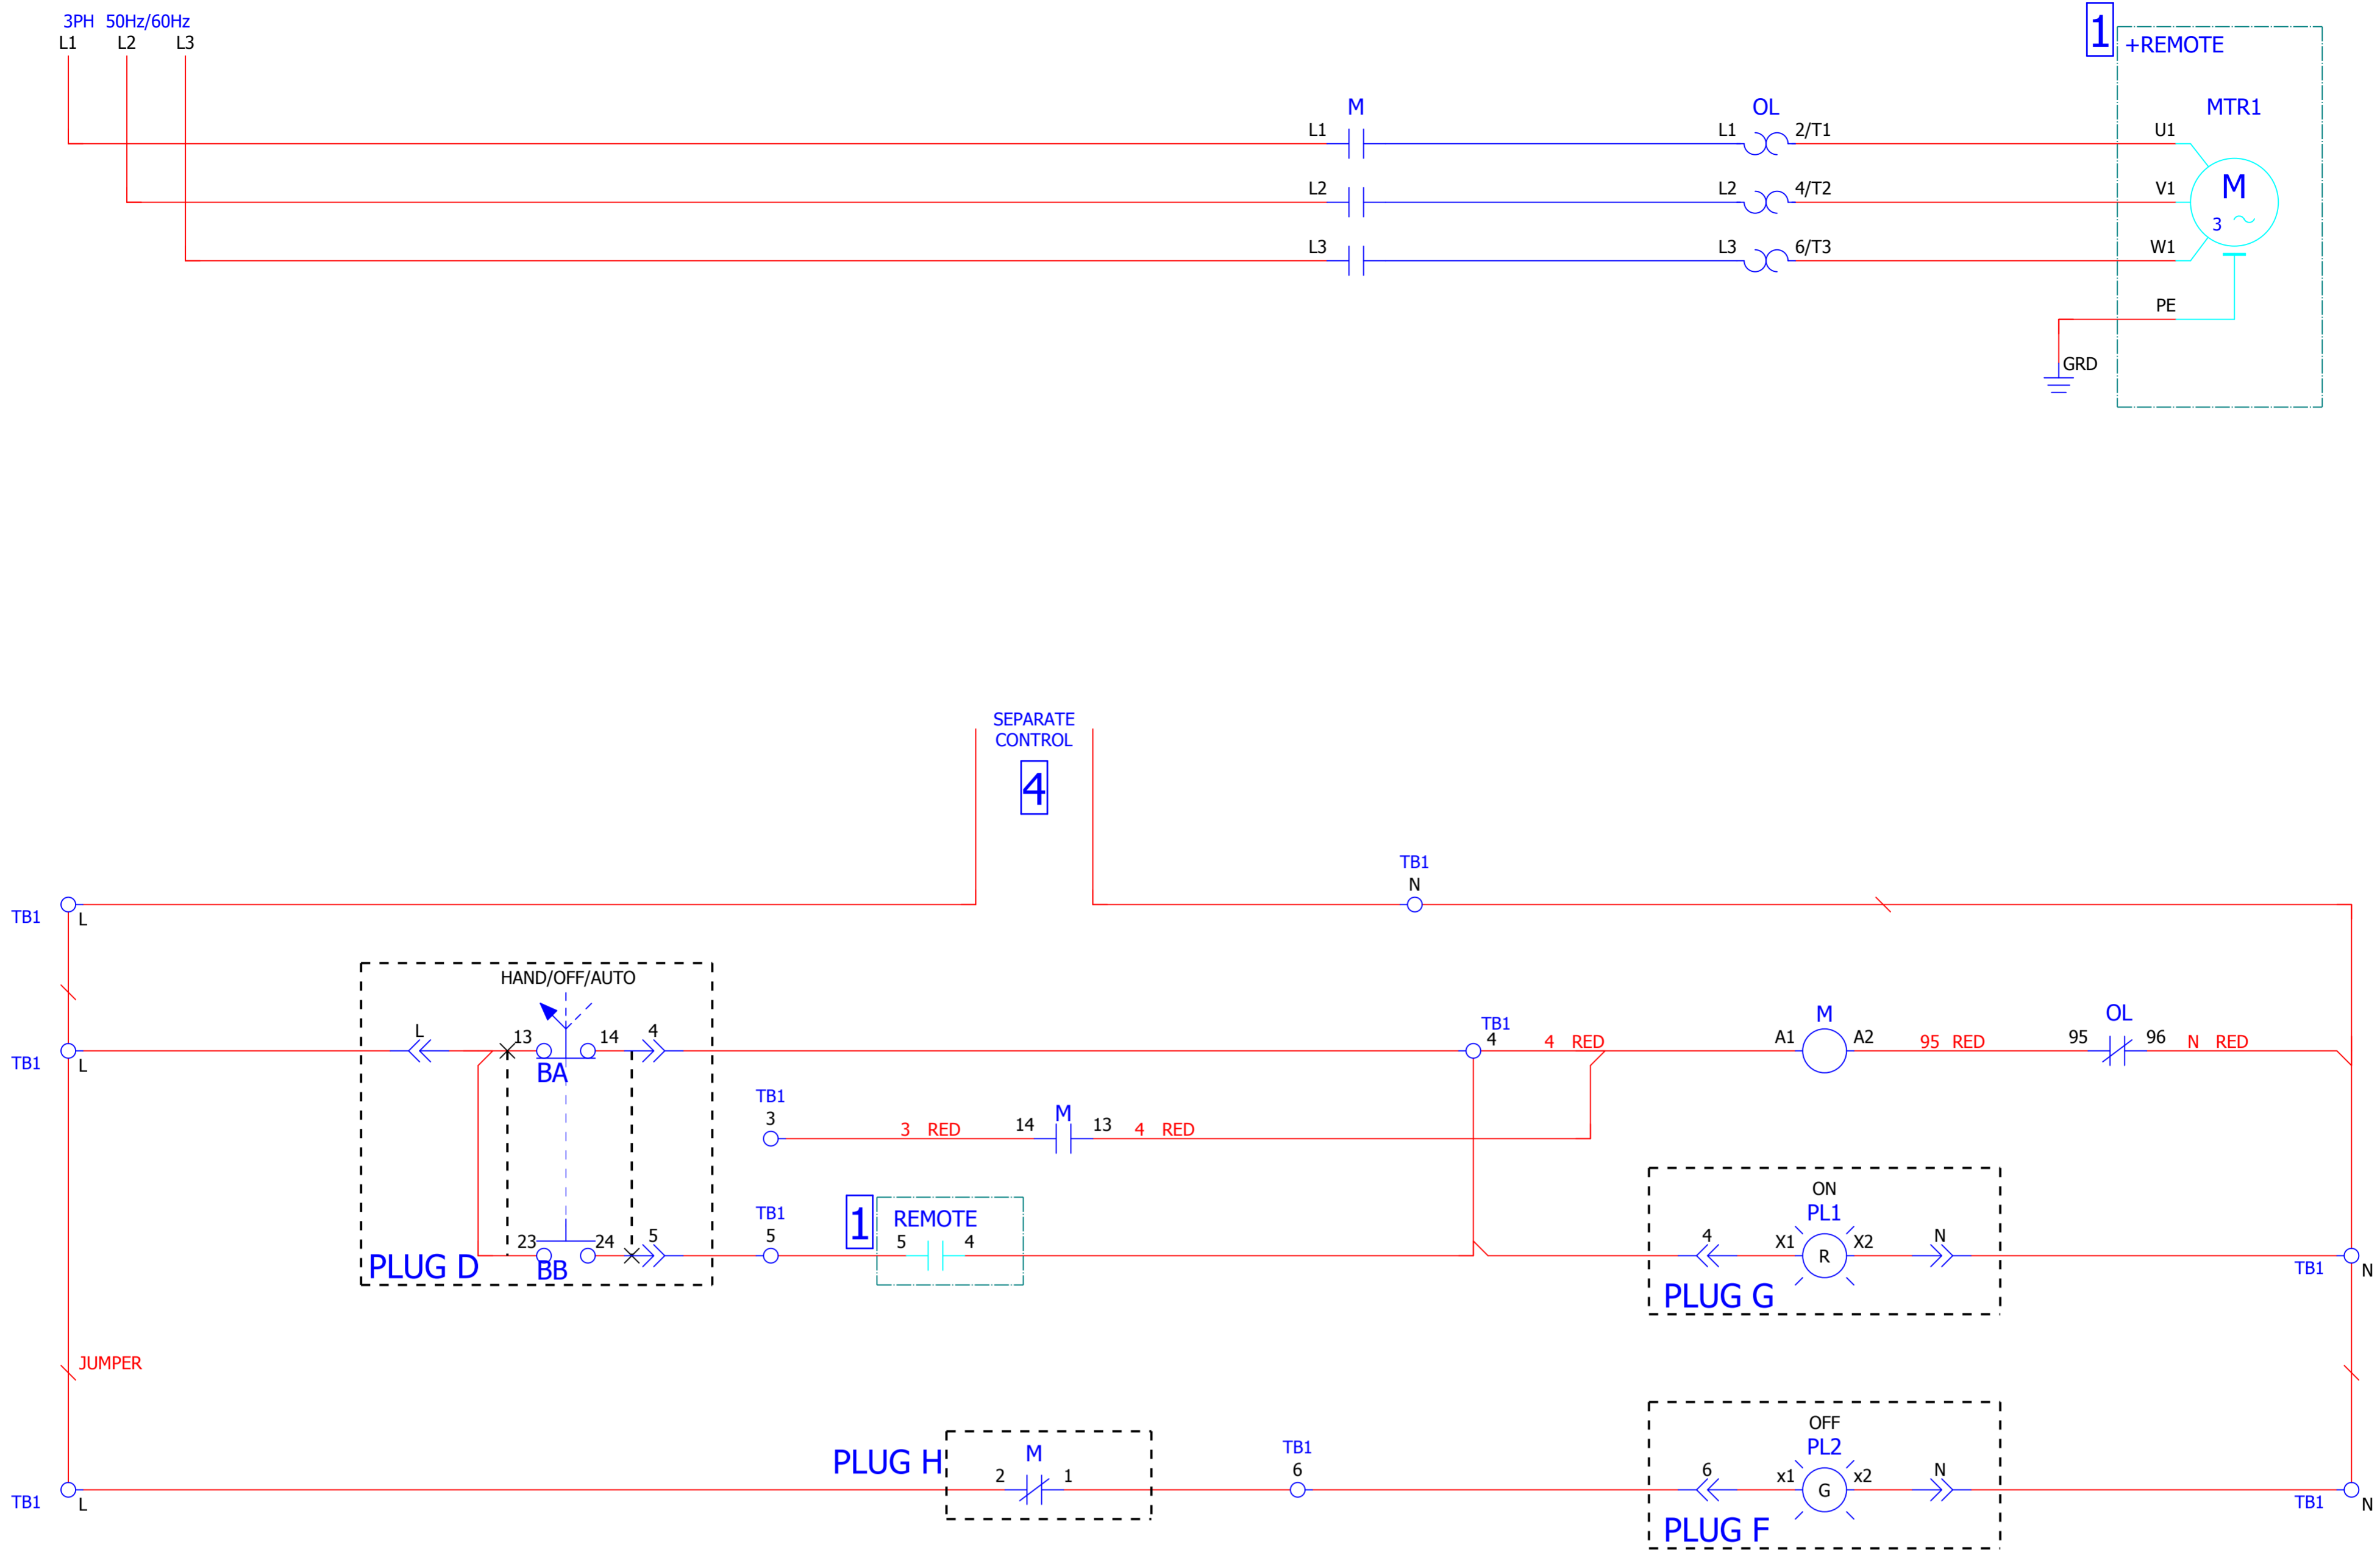 3PH 50Hz/60Hz
L1 L2 L3
1
+REMOTE
M OL MTR1
L1 L1 2/T1 U1
L2 L2 4/T2 V1
M
3
L3 L3 6/T3 W1
PE
GRD
SEPARATE
CONTROL
4
TB1
N
TB1 L
HAND/OFF/AUTO
L 13 14 4
TB1 L
BA
TB1
4
4 RED
M
A1 A2
95 RED
OL
95 96
N RED
TB1
3
3 RED
14 M 13
4 RED
TB1
5
1
REMOTE
5 4
23 24 5
BB
PLUG D
ON
PL1
4 X1 R X2 N
PLUG G
TB1 N
JUMPER
PLUG H
M
2 1
TB1
6
OFF
PL2
6 x1 G x2 N
PLUG F
TB1 L
TB1 N